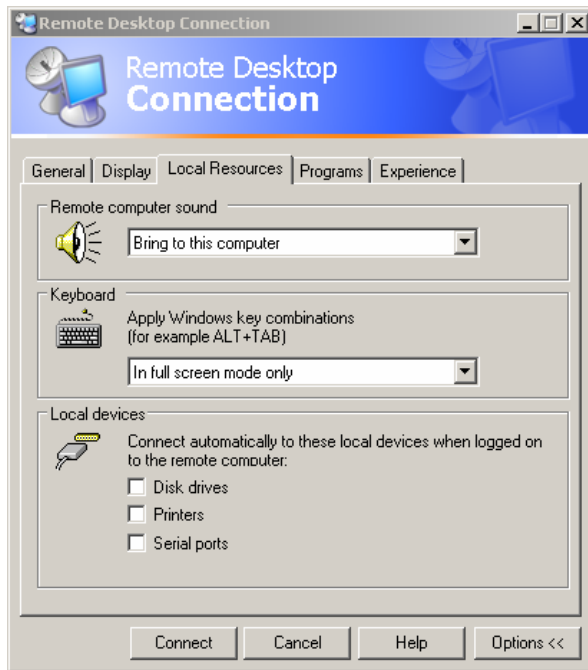 Remote Desktop Connection
Remote Desktop
Connection
General Display Local Resources Programs Experience
Remote computer sound
Bring to this computer
Keyboard
Apply Windows key combinations
(for example ALT+TAB)
In full screen mode only
Local devices
Connect automatically to these local devices when logged on
to the remote computer:
Disk drives
Printers
Serial ports
Connect Cancel Help Options <<